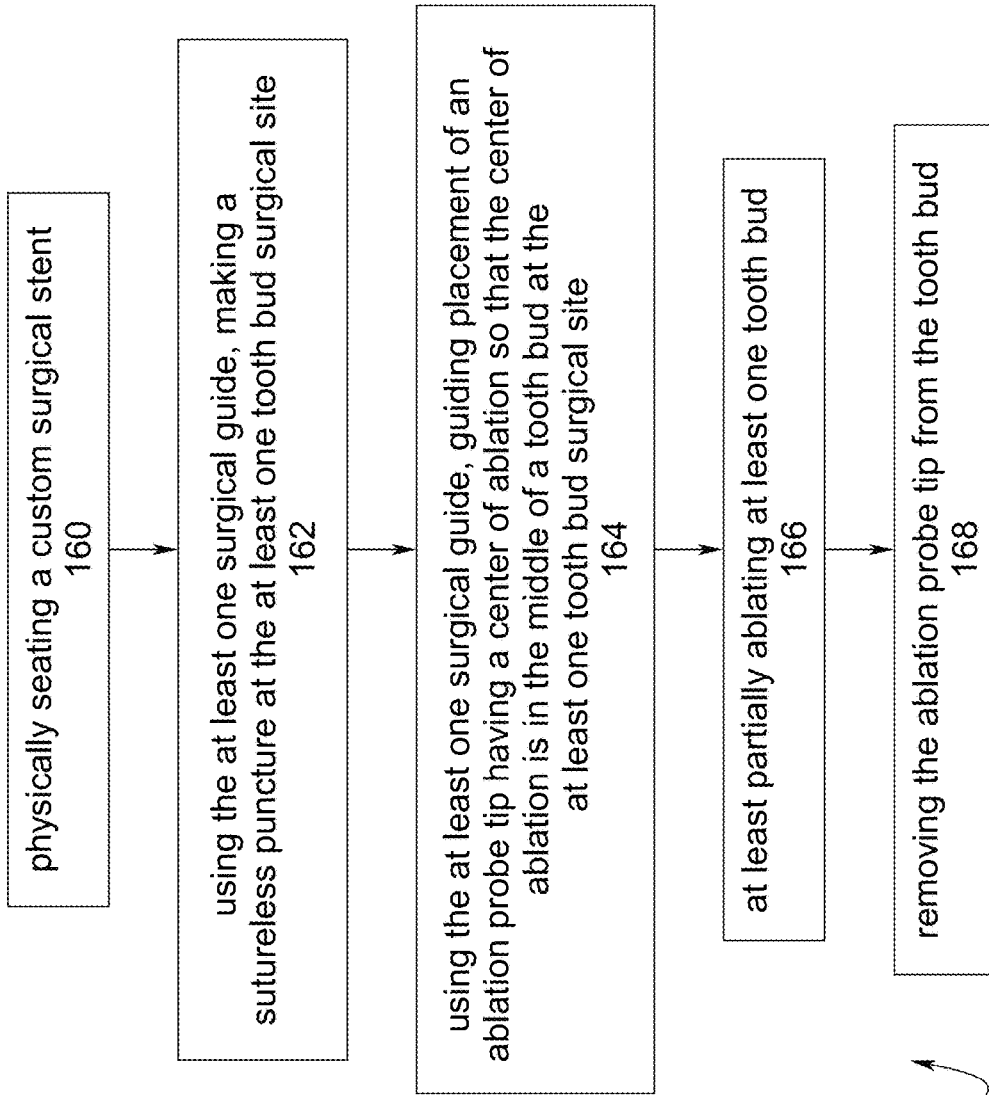 physically seating a custom surgical stent
160
using the at least one surgical guide, making a
sutureless puncture at the at least one tooth bud surgical site
162
using the at least one surgical guide, guiding placement of an
ablation probe tip having a center of ablation so that the center of
ablation is in the middle of a tooth bud at the
at least one tooth bud surgical site
164
at least partially ablating at least one tooth bud
166
removing the ablation probe tip from the tooth bud
168